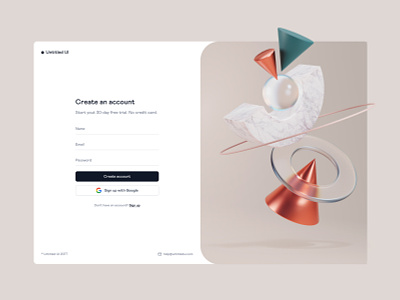 Untitled UI
Create an account
Start your 30-day free trial. No credit card
Name
Email
Password
Create account
Sign up with Google
Don't have an account? Sign up
© Untitled UI 2077
help@untitledui.com